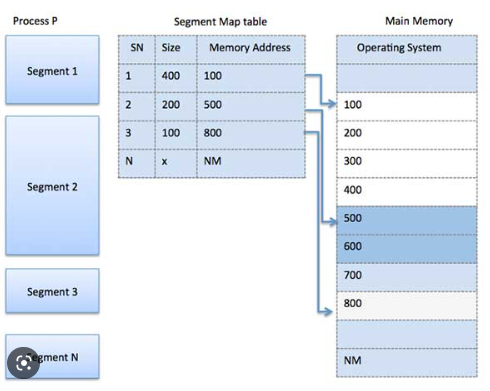 Process P
Segment 1
Segment 2
Segment 3
egment N
Segment Map table
SN Size Memory Address
1 400 100
2 200 500
3 100 800
N x NM
Main Memory
Operating System
100
200
300
400
500
600
700
800
NM